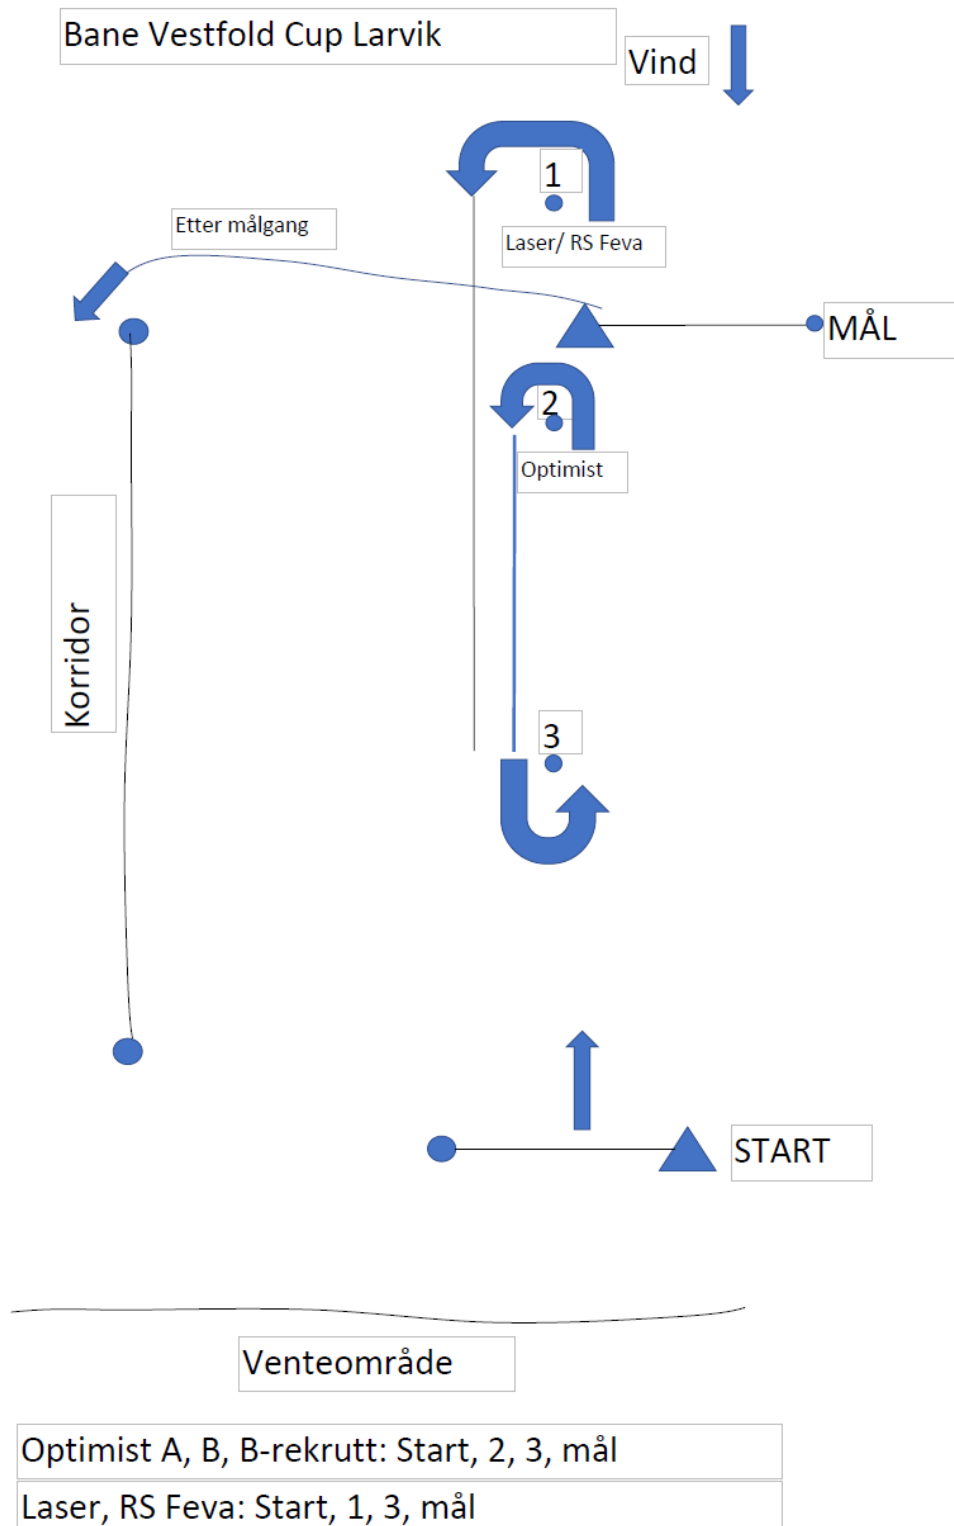 Bane Vestfold Cup Larvik
Vind
1
Etter målgang
Laser/ RS Feva
MÅL
2
Optimist
Korridor
3
START
Venteområde
Optimist A, B, B-rekrutt: Start, 2, 3, mål
Laser, RS Feva: Start, 1, 3, mål